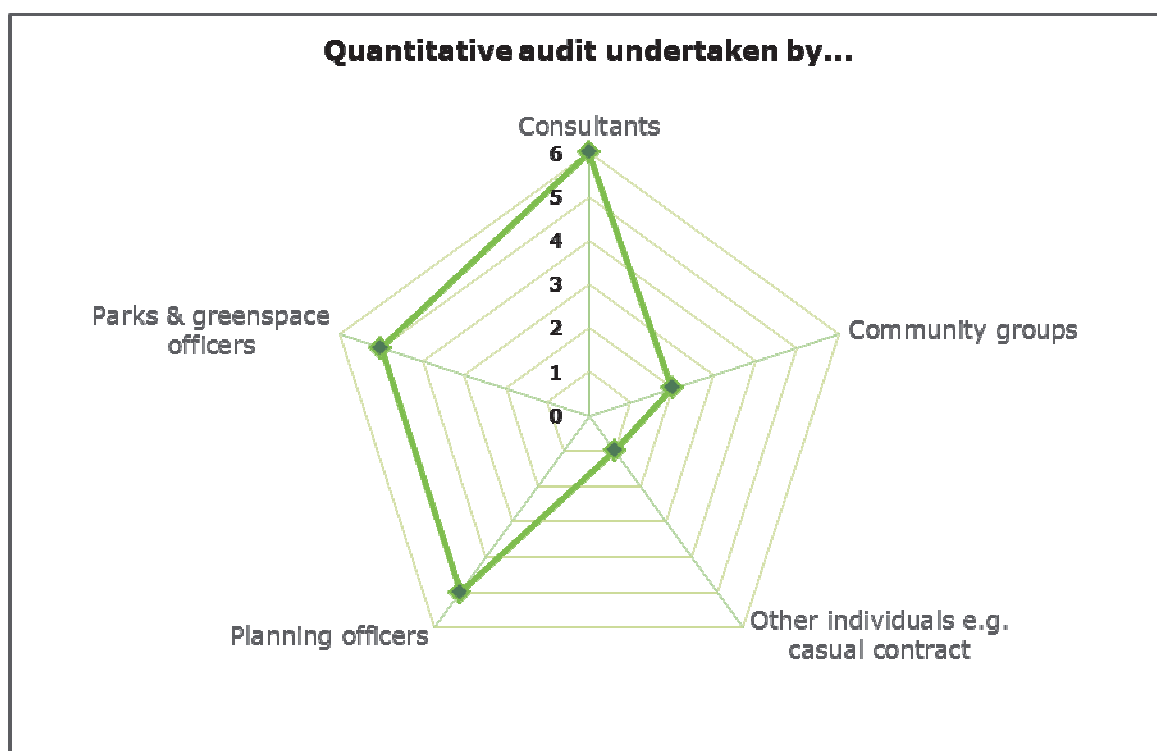 Quantitative audit undertaken by...
Consultants
6
5
4
3
2
1
0
Parks & greenspace
officers
Community groups
Planning officers
Other individuals e.g.
casual contract